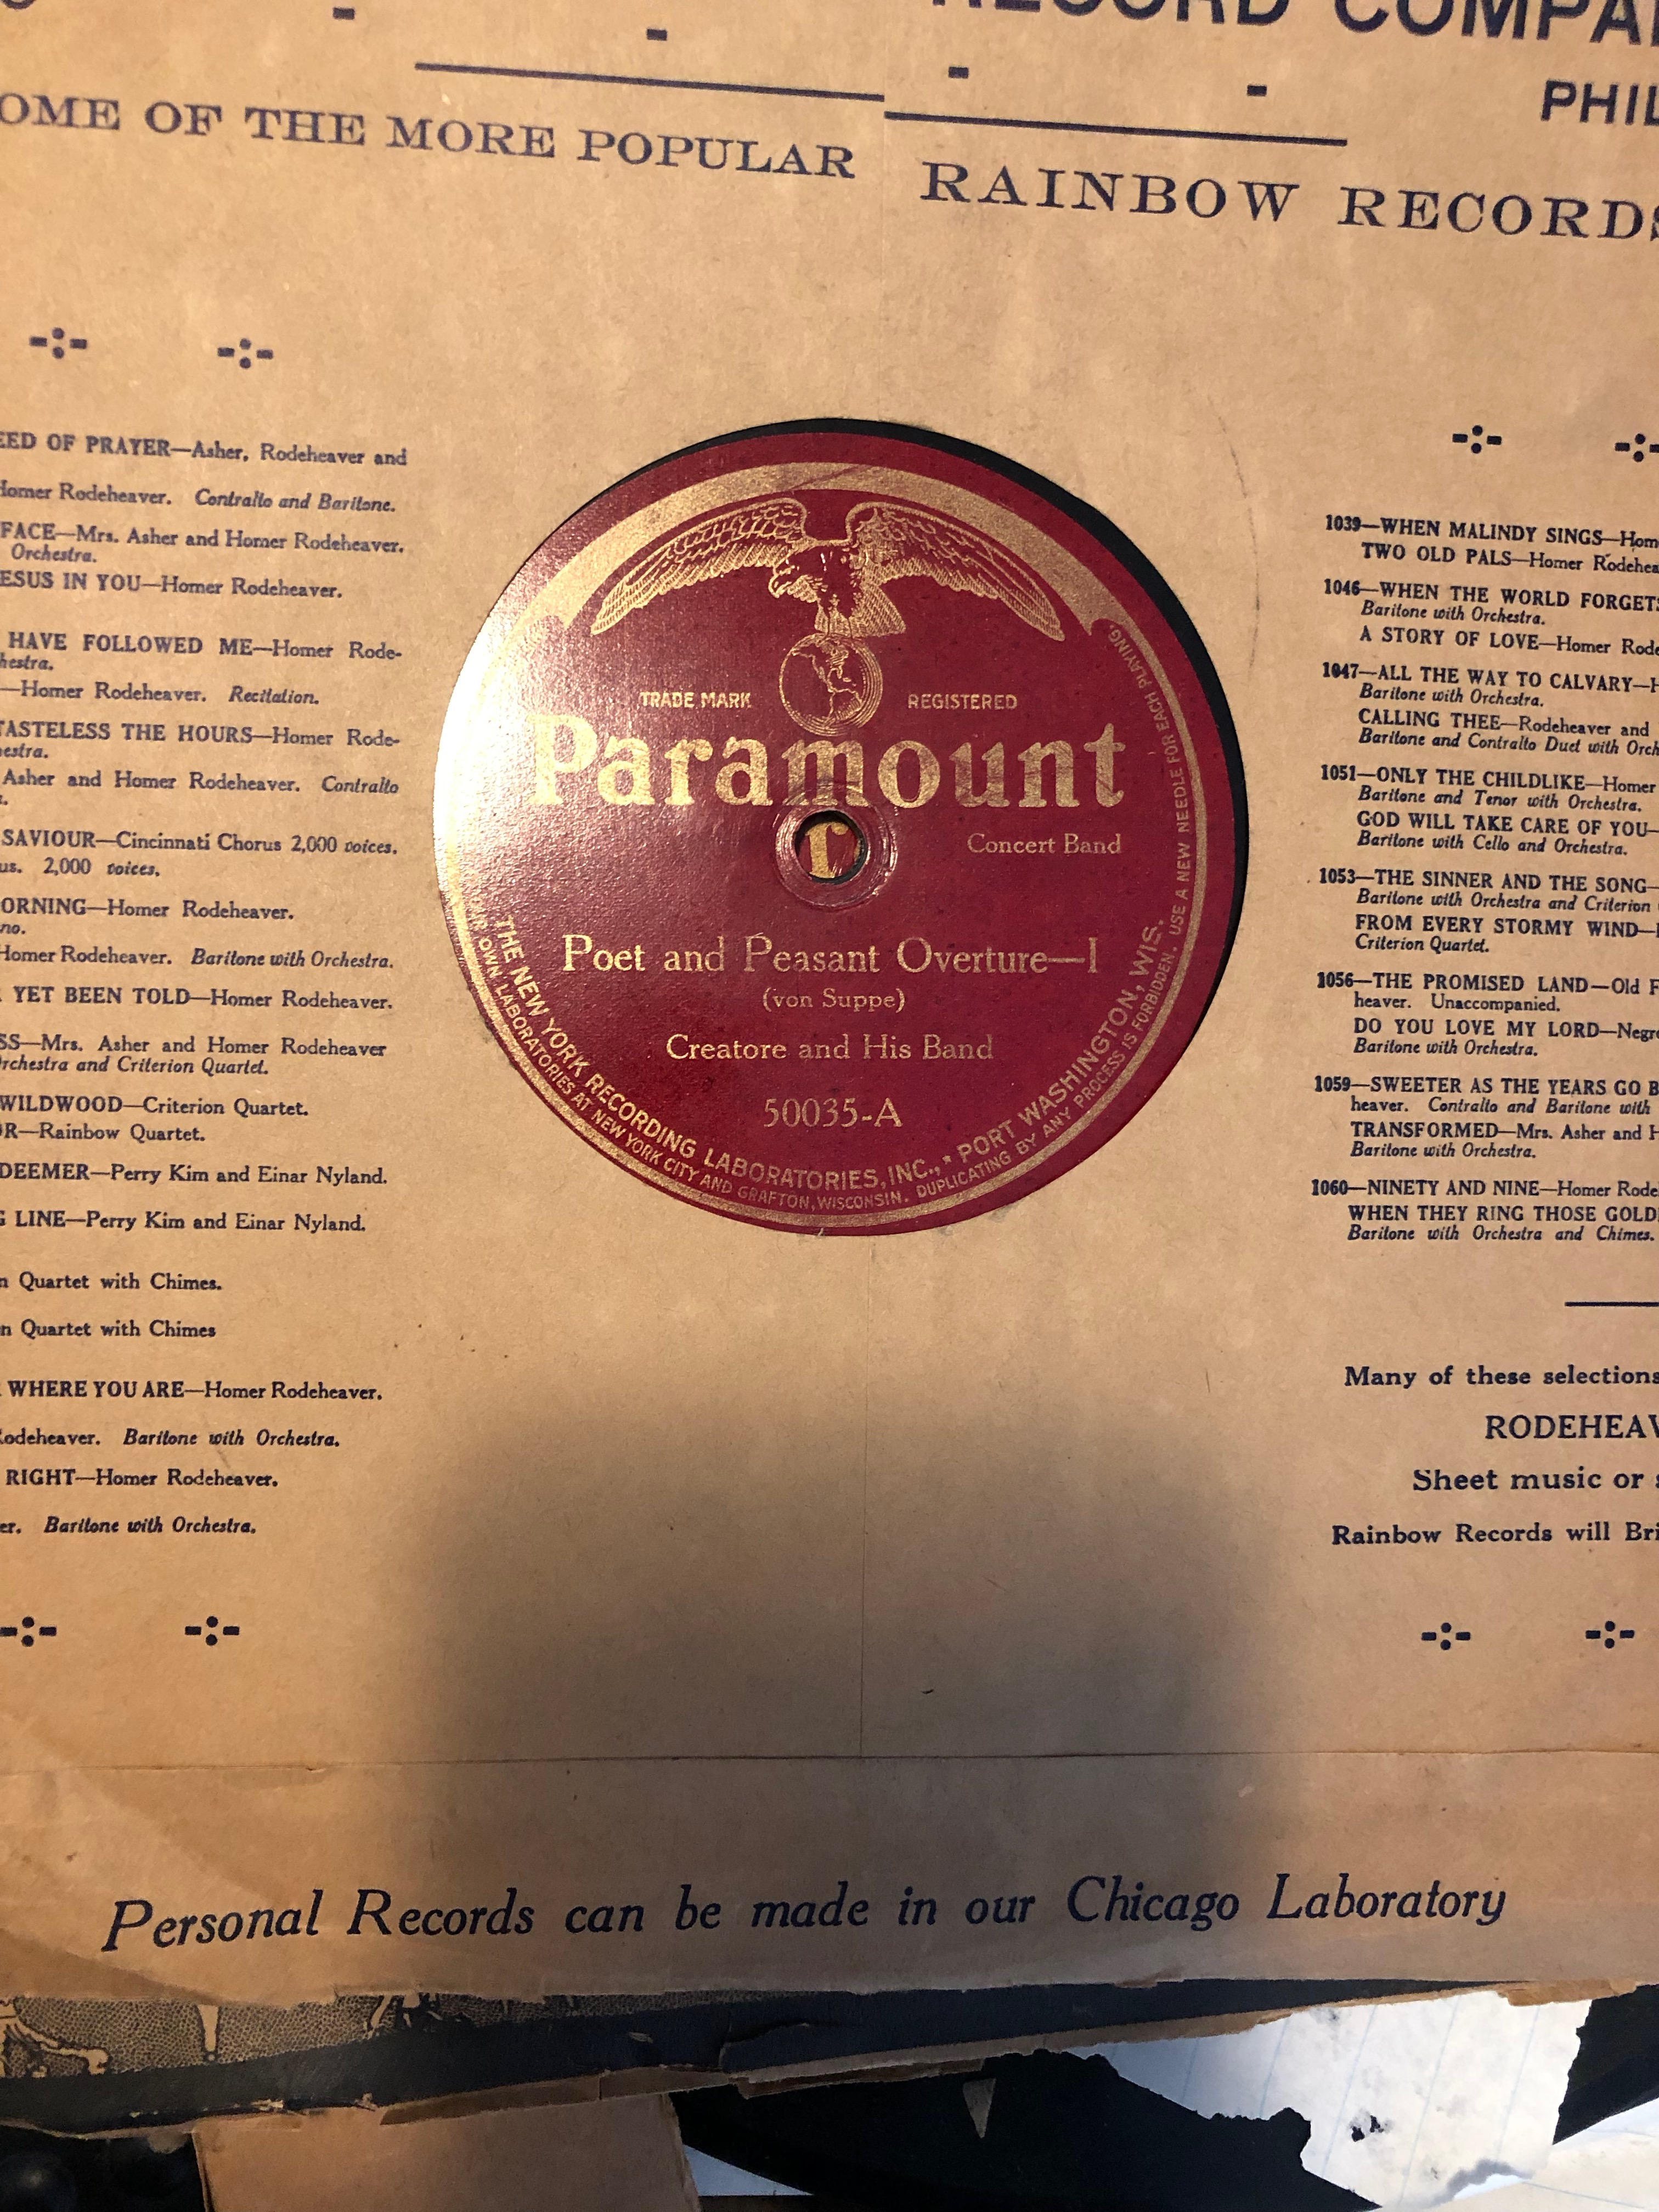 RECORD
PHIL
OME OF THE MORE POPULAR RAINBOW RECORDS
EED OF PRAYER—Asher, Rodeheaver and
Homer Rodeheaver. Contralto and Baritone.
FACE—Mrs. Asher and Homer Rodeheaver.
Orchestra.
ESUS IN YOU—Homer Rodeheaver.
HAVE FOLLOWED ME—Homer Rode-
hestra.
—Homer Rodeheaver. Recitation.
TASTELESS THE HOURS—Homer Rode-
hestra.
Asher and Homer Rodeheaver. Contralto
SAVIOUR—Cincinnati Chorus 2,000 voices.
us. 2,000 voices.
ORNING—Homer Rodeheaver.
no.
Homer Rodeheaver. Baritone with Orchestra.
YET BEEN TOLD—Homer Rodeheaver.
SS—Mrs. Asher and Homer Rodeheaver
Orchestra and Criterion Quartet.
WILDWOOD—Criterion Quartet.
OR—Rainbow Quartet.
DEEMER—Perry Kim and Einar Nyland.
G LINE—Perry Kim and Einar Nyland.
n Quartet with Chimes.
n Quartet with Chimes
WHERE YOU ARE—Homer Rodeheaver.
Rodeheaver. Baritone with Orchestra.
RIGHT—Homer Rodeheaver.
er. Baritone with Orchestra.
TRADE MARK REGISTERED
Paramount
r
Concert Band
Poet and Peasant Overture—I
(von Suppe)
Creatore and His Band
50035-A
THE NEW YORK RECORDING LABORATORIES, INC., • PORT WASHINGTON, WIS.
OUR OWN LABORATORIES AT NEW YORK CITY AND GRAFTON, WISCONSIN. DUPLICATING BY ANY PROCESS IS FORBIDDEN. USE A NEW NEEDLE FOR EACH PLAYING.
1039—WHEN MALINDY SINGS—Hom
TWO OLD PALS—Homer Rodehea
1046—WHEN THE WORLD FORGETS
Baritone with Orchestra.
A STORY OF LOVE—Homer Rode
1047—ALL THE WAY TO CALVARY—H
Baritone with Orchestra.
CALLING THEE—Rodeheaver and
Baritone and Contralto Duet with Orch
1051—ONLY THE CHILDLIKE—Homer
Baritone and Tenor with Orchestra.
GOD WILL TAKE CARE OF YOU—
Baritone with Cello and Orchestra.
1053—THE SINNER AND THE SONG—
Baritone with Orchestra and Criterion
FROM EVERY STORMY WIND—
Criterion Quartet.
1056—THE PROMISED LAND—Old F
heaver. Unaccompanied.
DO YOU LOVE MY LORD—Negro
Baritone with Orchestra.
1059—SWEETER AS THE YEARS GO B
heaver. Contralto and Baritone with
TRANSFORMED—Mrs. Asher and H
Baritone with Orchestra.
1060—NINETY AND NINE—Homer Rode
WHEN THEY RING THOSE GOLD
Baritone with Orchestra and Chimes.
Many of these selections
RODEHEAV
Sheet music or s
Rainbow Records will Bri
Personal Records can be made in our Chicago Laboratory